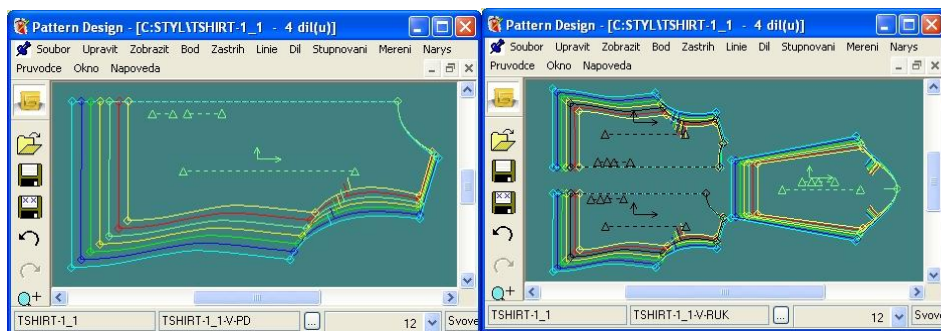 Pattern Design - [C:STYL\TSHIRT-1_1 - 4 dil(u)]
Soubor Upravit Zobrazit Bod Zastrih Linie Dil Stupnovani Mereni Narys
Pruvodce Okno Napoveda
TSHIRT-1_1 TSHIRT-1_1-V-PD ... 12 Svove
Pattern Design - [C:STYL\TSHIRT-1_1 - 4 dil(u)]
Soubor Upravit Zobrazit Bod Zastrih Linie Dil Stupnovani Mereni Narys
Pruvodce Okno Napoveda
TSHIRT-1_1 TSHIRT-1_1-V-RUK ... 12 Svove